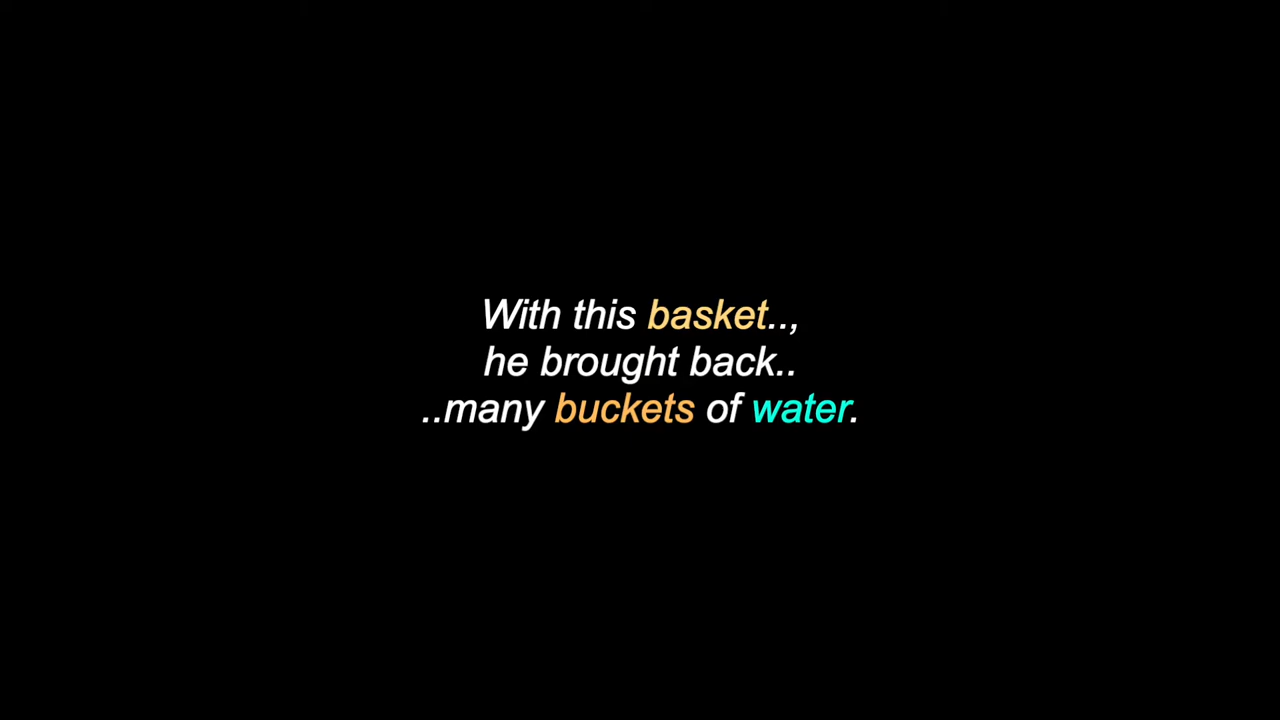 With this basket..,
he brought back..
..many buckets of water.